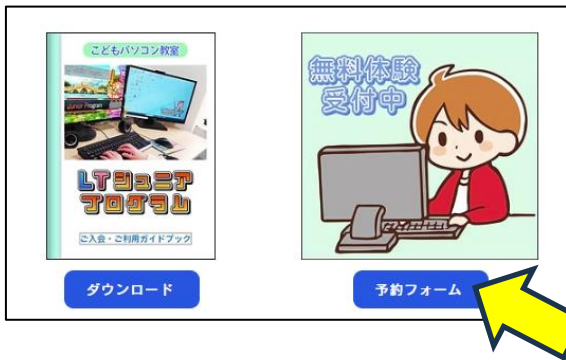 こどもパソコン教室
Junior Program
LTジュニア
プログラム
ご入会・ご利用ガイドブック
ダウンロード
無料体験
受付中
予約フォーム